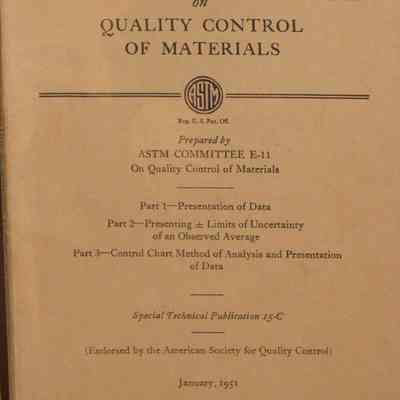 on
QUALITY CONTROL
OF MATERIALS
ASTM
Reg. U. S. Pat. Off.
Prepared by
ASTM COMMITTEE E-11
On Quality Control of Materials
Part 1—Presentation of Data
Part 2—Presenting ± Limits of Uncertainty
of an Observed Average
Part 3—Control Chart Method of Analysis and Presentation
of Data
Special Technical Publication 15-C
(Endorsed by the American Society for Quality Control)
January, 1951